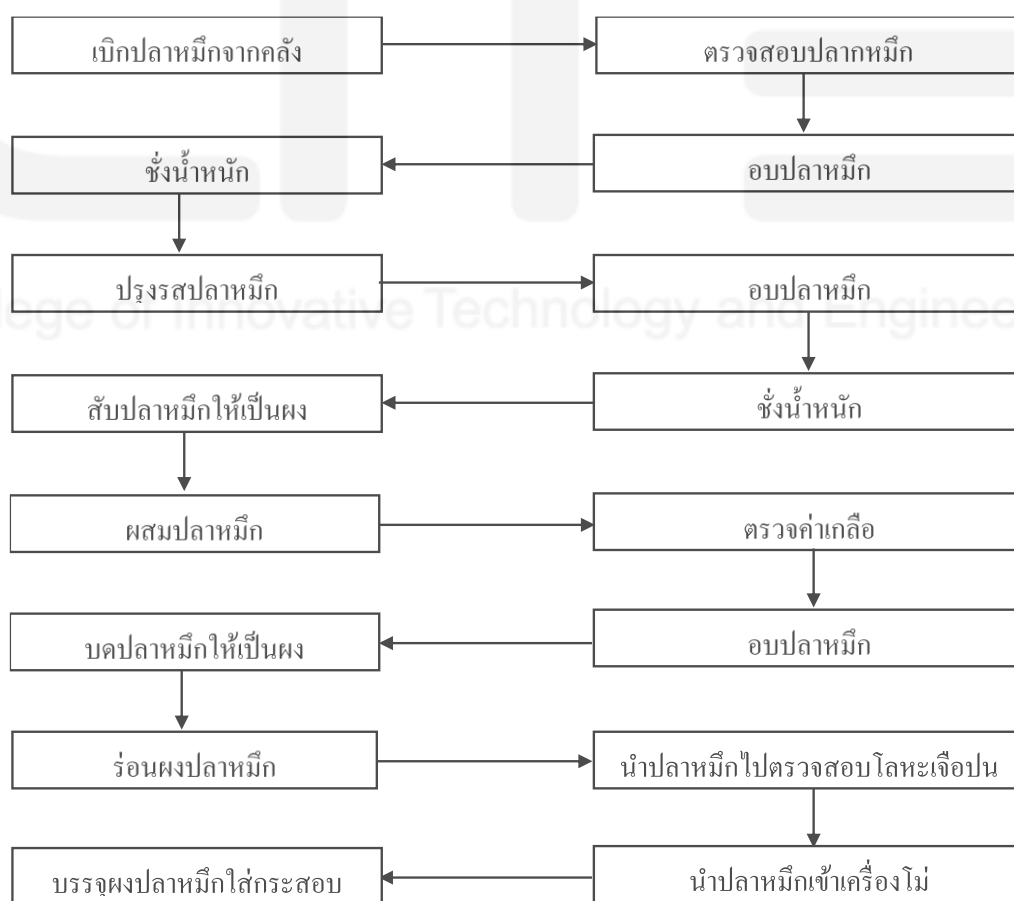 เบิกปลาหมึกจากคลัง
ตรวจสอบปลากหมึก
อบปลาหมึก
ชั่งน้ำหนัก
ปรุงรสปลาหมึก
อบปลาหมึก
lege of Innovative Technology and Enginee
ชั่งน้ำหนัก
สับปลาหมึกให้เป็นผง
ผสมปลาหมึก
ตรวจค่าเกลือ
อบปลาหมึก
บดปลาหมึกให้เป็นผง
ร่อนผงปลาหมึก
นำปลาหมึกไปตรวจสอบโลหะเจือปน
นำปลาหมึกเข้าเครื่องโม่
บรรจุผงปลาหมึกใส่กระสอบ